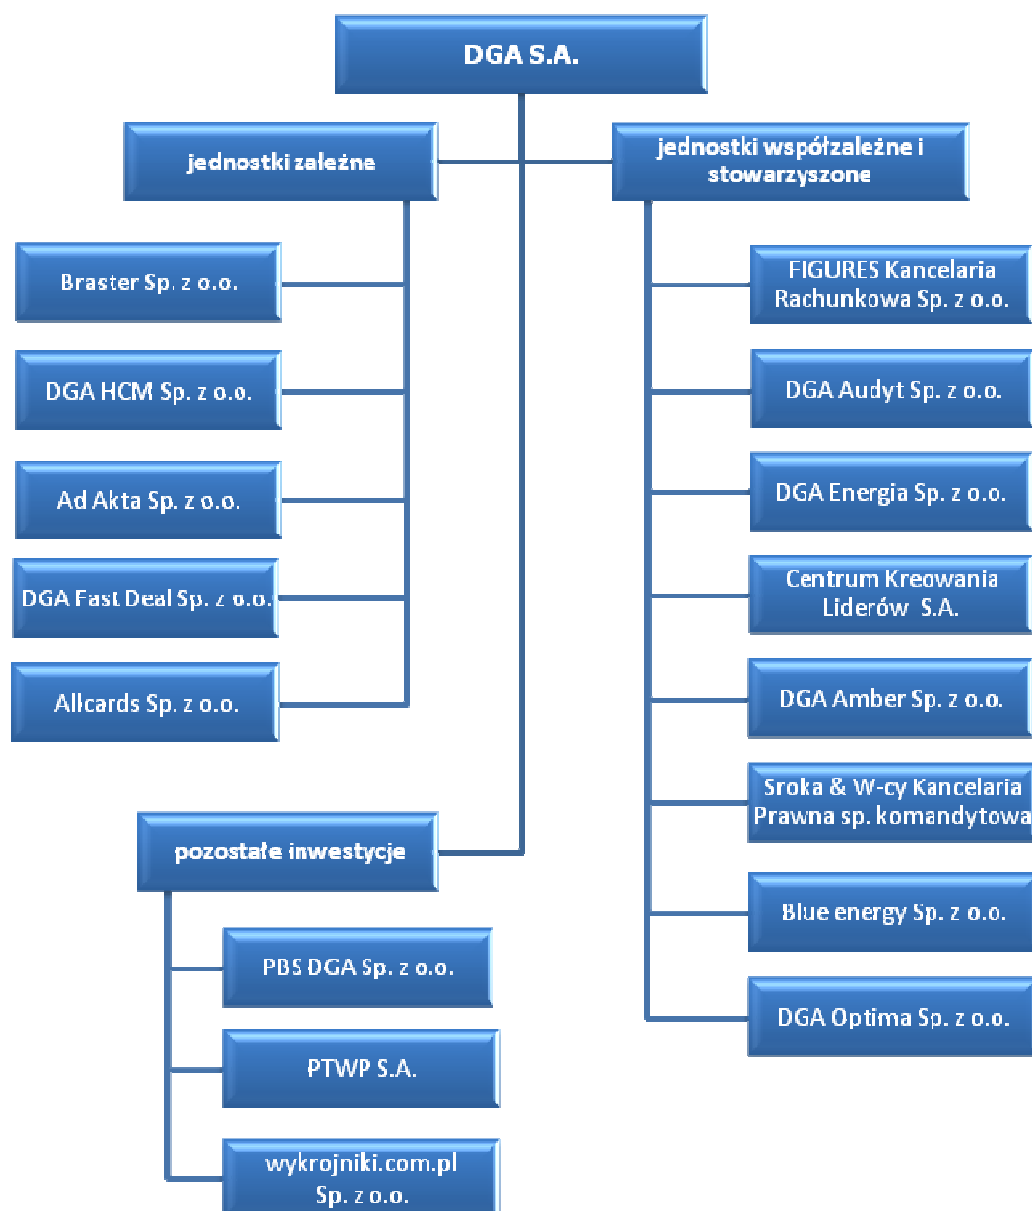 DGA S.A.
jednostki zależne
jednostki współzależne i
stowarzyszone
Braster Sp. z o.o.
DGA HCM Sp. z o.o.
Ad Akta Sp. z o.o.
DGA Fast Deal Sp. z o.o.
Allcards Sp. z o.o.
FIGURES Kancelaria
Rachunkowa Sp. z o.o.
DGA Audyt Sp. z o.o.
DGA Energia Sp. z o.o.
Centrum Kreowania
Liderów S.A.
DGA Amber Sp. z o.o.
Sroka & W-cy Kancelaria
Prawna sp. komandytowa
Blue energy Sp. z o.o.
DGA Optima Sp. z o.o.
pozostałe inwestycje
PBS DGA Sp. z o.o.
PTWP S.A.
wykrojniki.com.pl
Sp. z o.o.